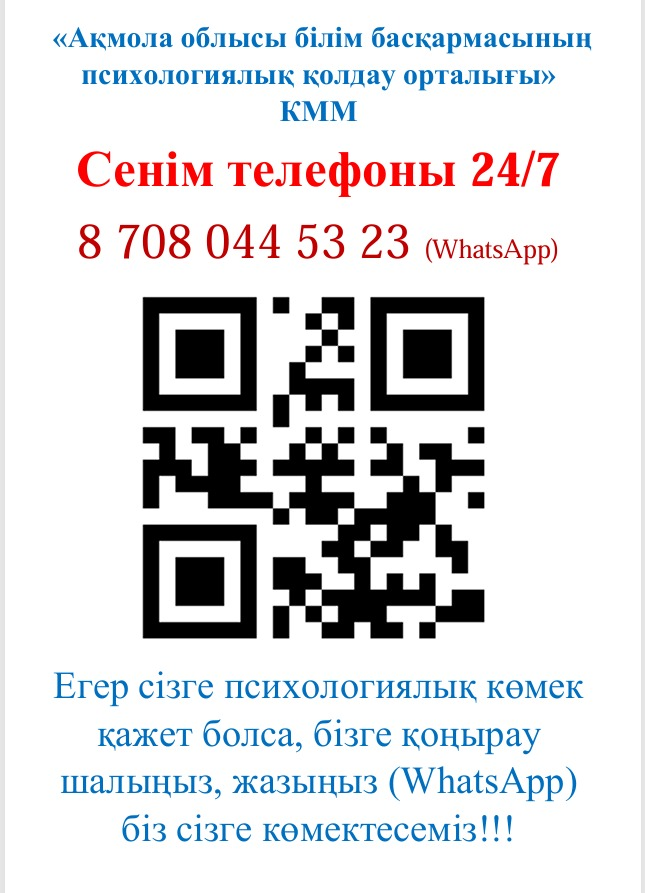 «Ақмола облысы білім басқармасының
психологиялық қолдау орталығы»
КММ
Сенім телефоны 24/7
8 708 044 53 23 (WhatsApp)
Егер сізге психологиялық көмек
қажет болса, бізге қоңырау
шалыңыз, жазыңыз (WhatsApp)
біз сізге көмектесеміз!!!